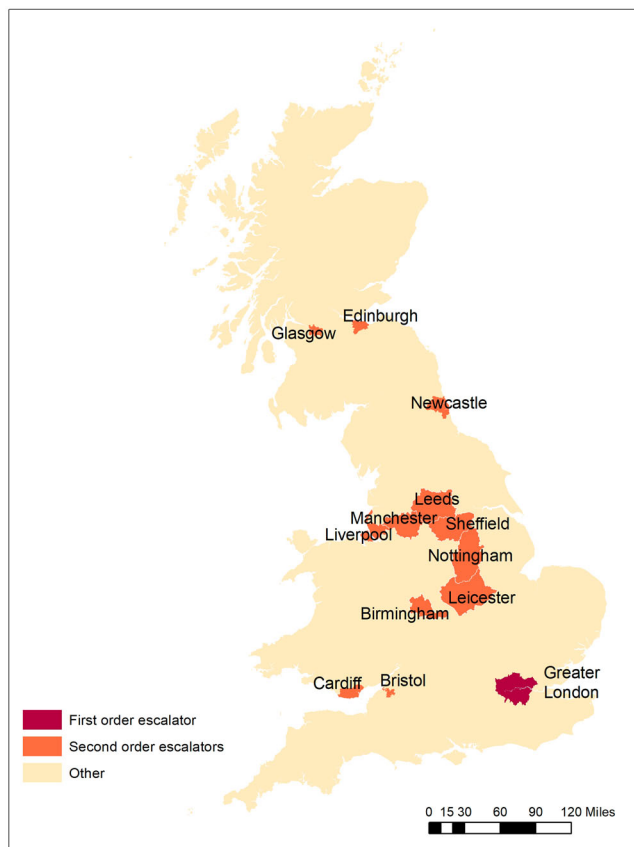 Edinburgh
Glasgow
Newcastle
Leeds
Manchester
Sheffield
Liverpool
Nottingham
Leicester
Birmingham
Cardiff
Bristol
Greater
London
First order escalator
Second order escalators
Other
0 15 30 60 90 120 Miles